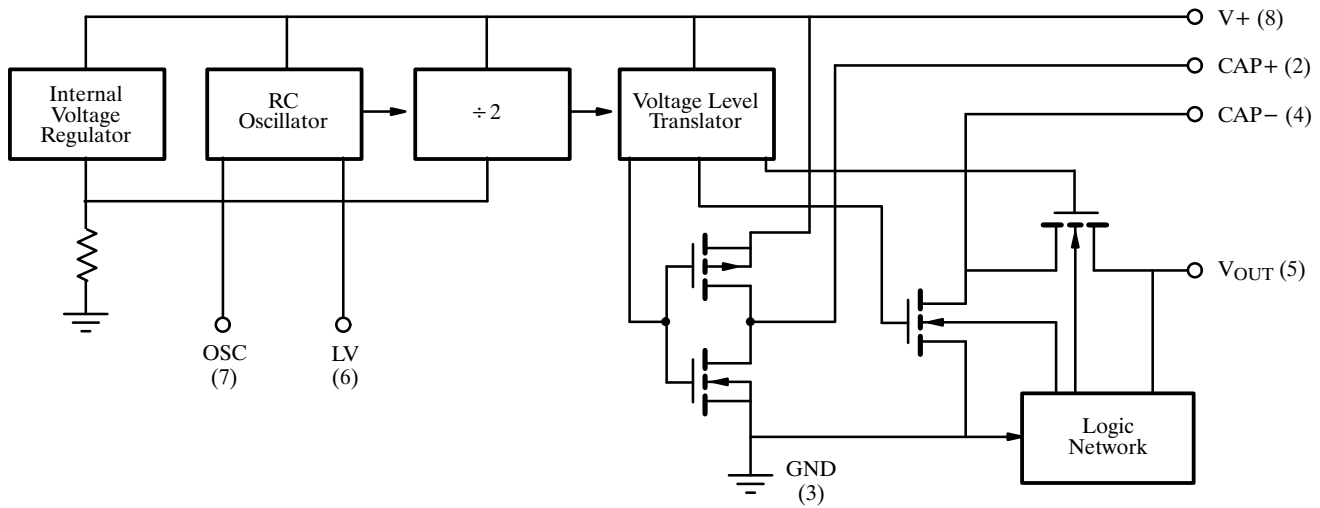 V+ (8)
CAP+ (2)
CAP− (4)
Internal
Voltage
Regulator
RC
Oscillator
÷2
Voltage Level
Translator
VOUT (5)
OSC
(7)
LV
(6)
Logic
Network
GND
(3)